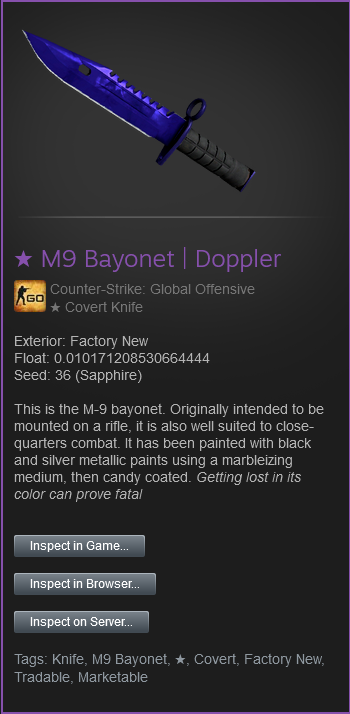 ★ M9 Bayonet | Doppler
GO
Counter-Strike: Global Offensive
★ Covert Knife
Exterior: Factory New
Float: 0.010171208530664444
Seed: 36 (Sapphire)
This is the M-9 bayonet. Originally intended to be
mounted on a rifle, it is also well suited to close-
quarters combat. It has been painted with black
and silver metallic paints using a marbleizing
medium, then candy coated. Getting lost in its
color can prove fatal
Inspect in Game...
Inspect in Browser...
Inspect on Server...
Tags: Knife, M9 Bayonet, ★, Covert, Factory New,
Tradable, Marketable